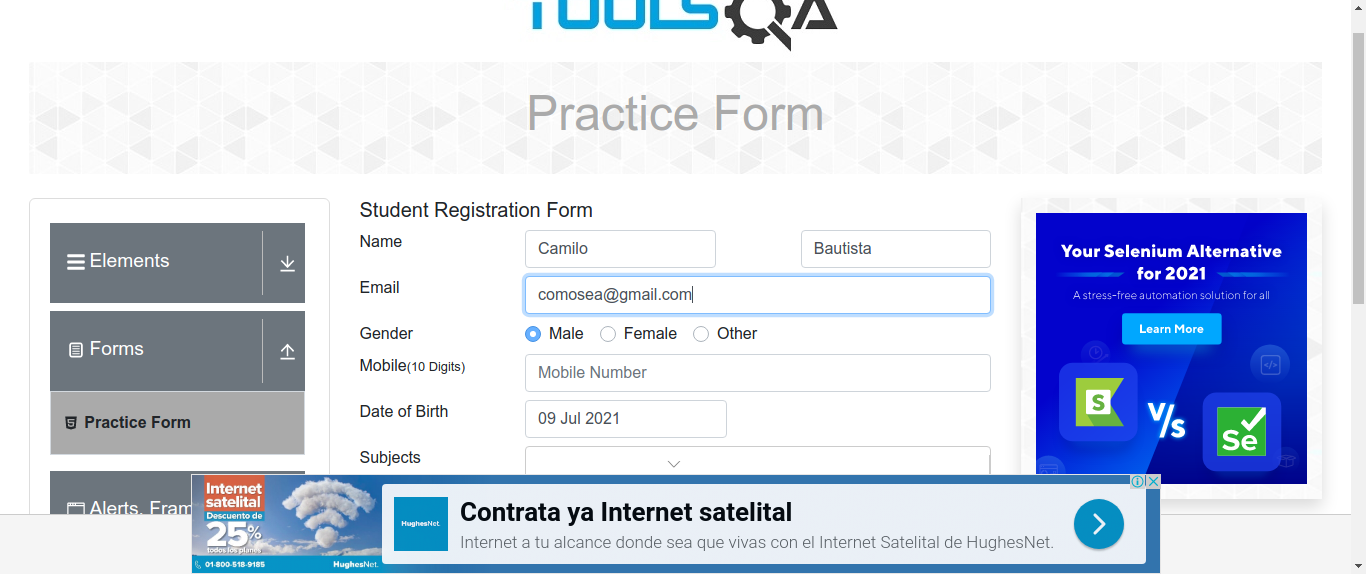 TOOLSQA
Practice Form
Elements
Forms
Practice Form
Alerts, Fram
Student Registration Form
Name
Camilo
Bautista
Email
comosea@gmail.com
Gender
Male
Female
Other
Mobile(10 Digits)
Mobile Number
Date of Birth
09 Jul 2021
Subjects
Your Selenium Alternative
for 2021
A stress-free automation solution for all
Learn More
S
V/s
Se
Internet
satelital
Descuento de
25%
todos los planes
01-800-518-9185
HughesNet.
HughesNet.
Contrata ya Internet satelital
Internet a tu alcance donde sea que vivas con el Internet Satelital de HughesNet.